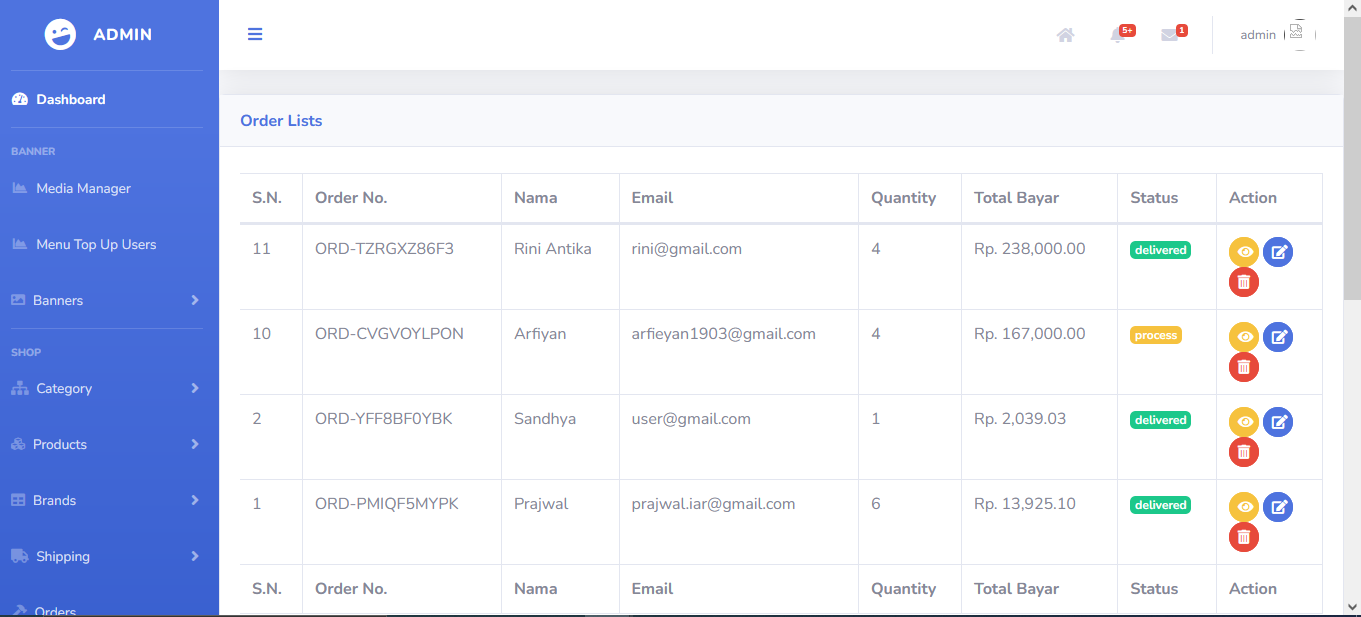 ADMIN
5+
1
admin
Dashboard
Order Lists
BANNER
Media Manager
Menu Top Up Users
Banners
SHOP
Category
Products
Brands
Shipping
Orders
S.N. Order No. Nama Email Quantity Total Bayar Status Action
11 ORD-TZRGXZ86F3 Rini Antika rini@gmail.com 4 Rp. 238,000.00 delivered
10 ORD-CVGVOYLPON Arfiyan arfieyan1903@gmail.com 4 Rp. 167,000.00 process
2 ORD-YFF8BF0YBK Sandhya user@gmail.com 1 Rp. 2,039.03 delivered
1 ORD-PMIQF5MYPK Prajwal prajwal.iar@gmail.com 6 Rp. 13,925.10 delivered
S.N. Order No. Nama Email Quantity Total Bayar Status Action